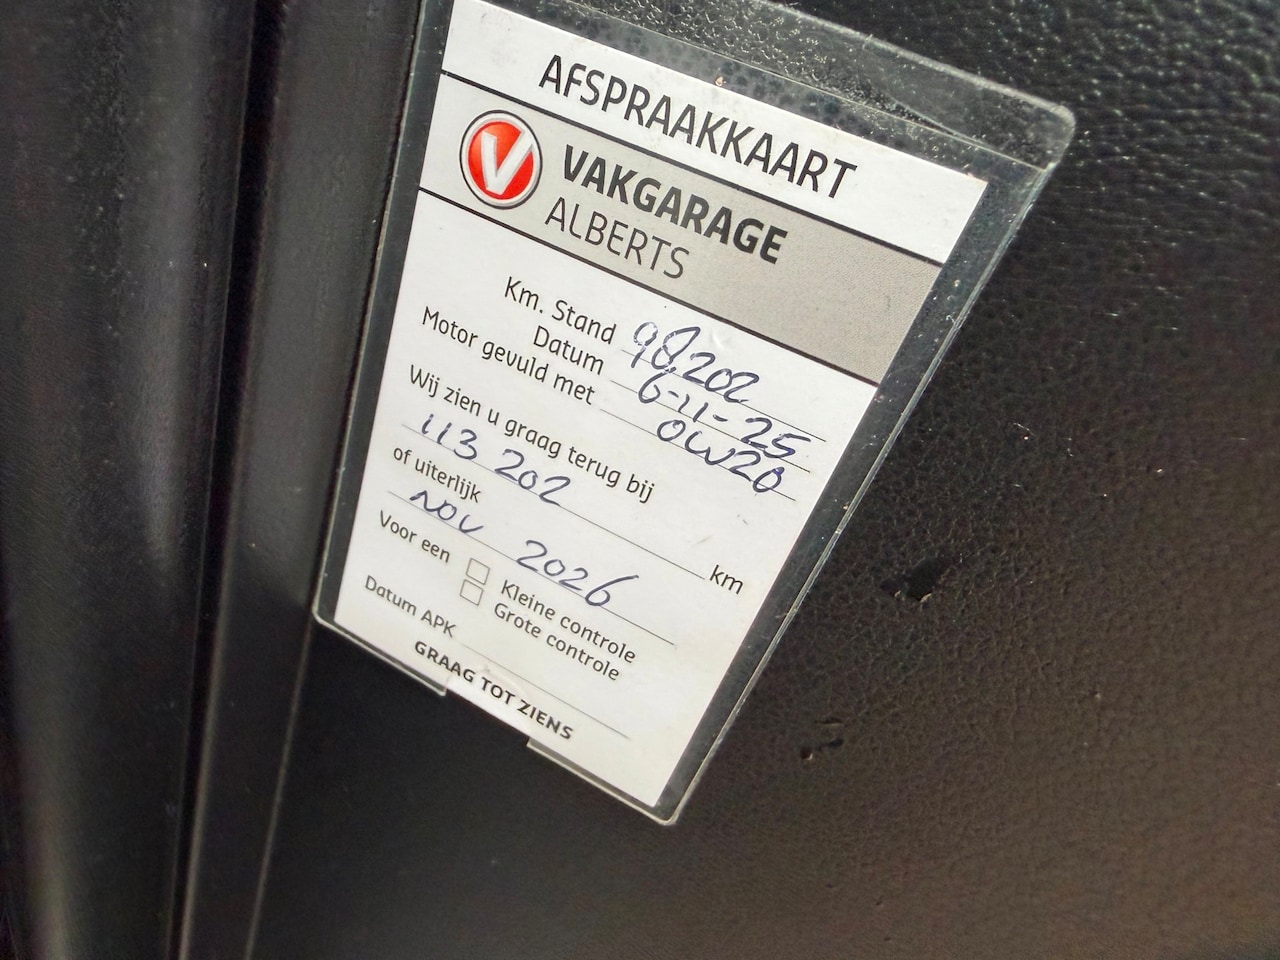 AFSPRAAKKAART
V VAKGARAGE
ALBERTS
Km. Stand 98,202
Datum 6-11-25
Motor gevuld met 0W20
Wij zien u graag terug bij
113 202 km
of uiterlijk
nov 2026
Voor een Kleine controle
Grote controle
Datum APK
GRAAG TOT ZIENS